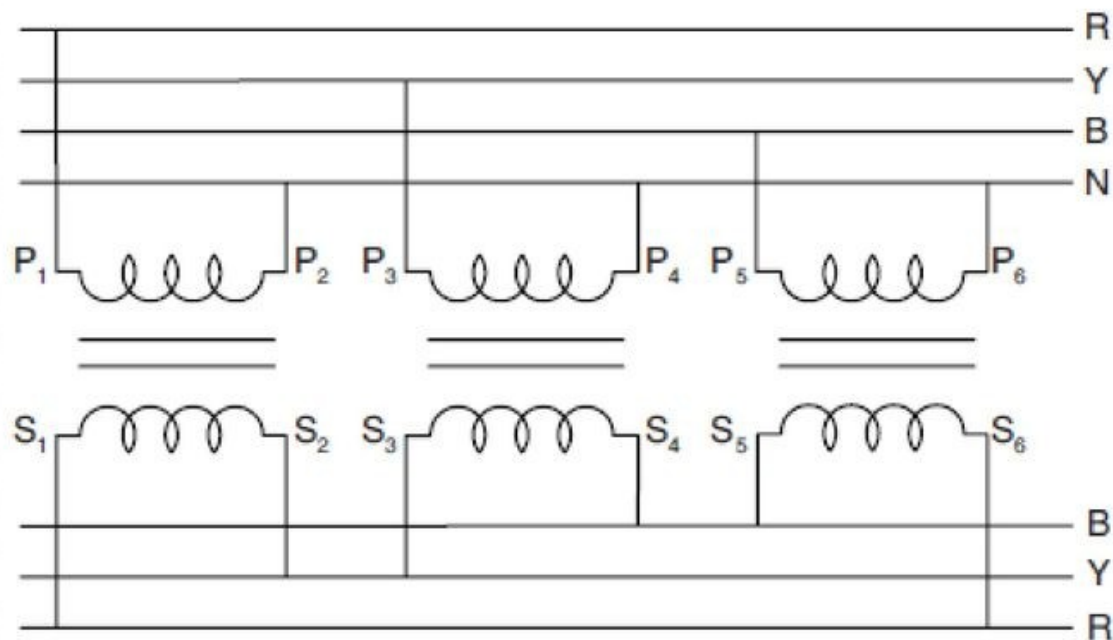 R
Y
B
N
P₁ P₂ P₃ P₄ P₅ P₆
S₁ S₂ S₃ S₄ S₅ S₆
B
Y
R